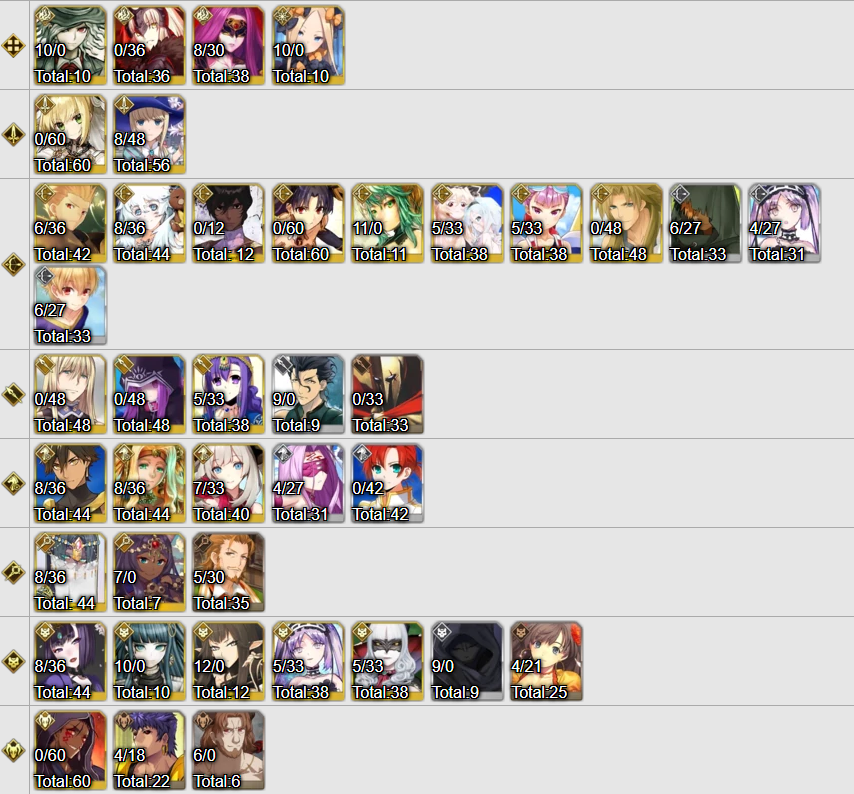 10/0 0/36 8/30 10/0
Total:10 Total:36 Total:38 Total:10
0/60 8/48
Total:60 Total:56
6/36 8/36 0/12 0/60 11/0 5/33 5/33 0/48 6/27 4/27
Total:42 Total:44 Total: 12 Total:60 Total:11 Total:38 Total:38 Total:48 Total:33 Total:31
6/27
Total:33
0/48 0/48 5/33 9/0 0/33
Total:48 Total:48 Total:38 Total:9 Total:33
8/36 8/36 7/33 4/27 0/42
Total:44 Total:44 Total:40 Total:31 Total:42
8/36 7/0 5/30
Total: 44 Total:7 Total:35
8/36 10/0 12/0 5/33 5/33 9/0 4/21
Total:44 Total:10 Total:12 Total:38 Total:38 Total:9 Total:25
0/60 4/18 6/0
Total:60 Total:22 Total:6